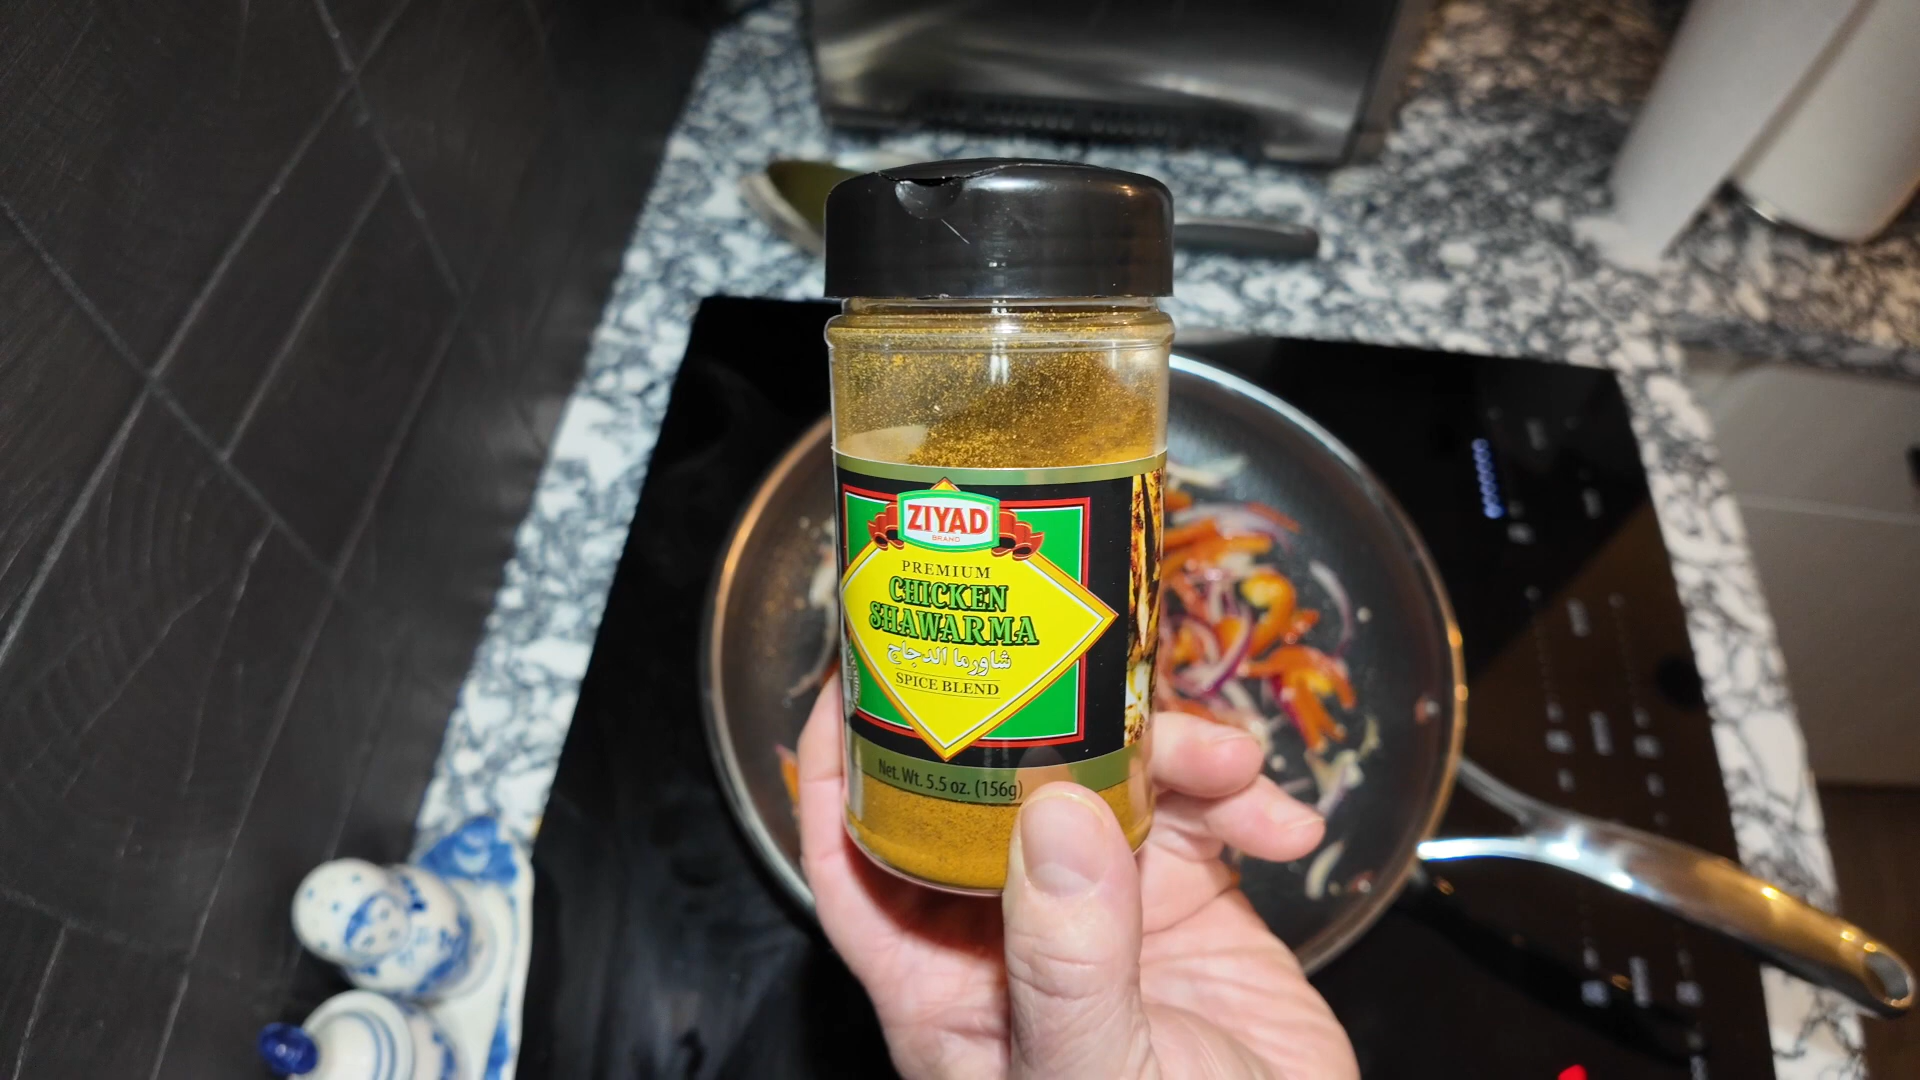 ZIYAD
BRAND
PREMIUM
CHICKEN
SHAWARMA
شاورما الدجاج
SPICE BLEND
Net. Wt. 5.5 oz. (156g)